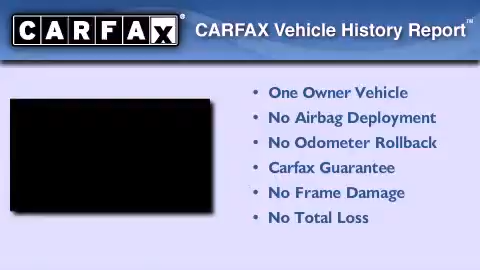 CARFAX® CARFAX Vehicle History Report™
• One Owner Vehicle
• No Airbag Deployment
• No Odometer Rollback
• Carfax Guarantee
• No Frame Damage
• No Total Loss